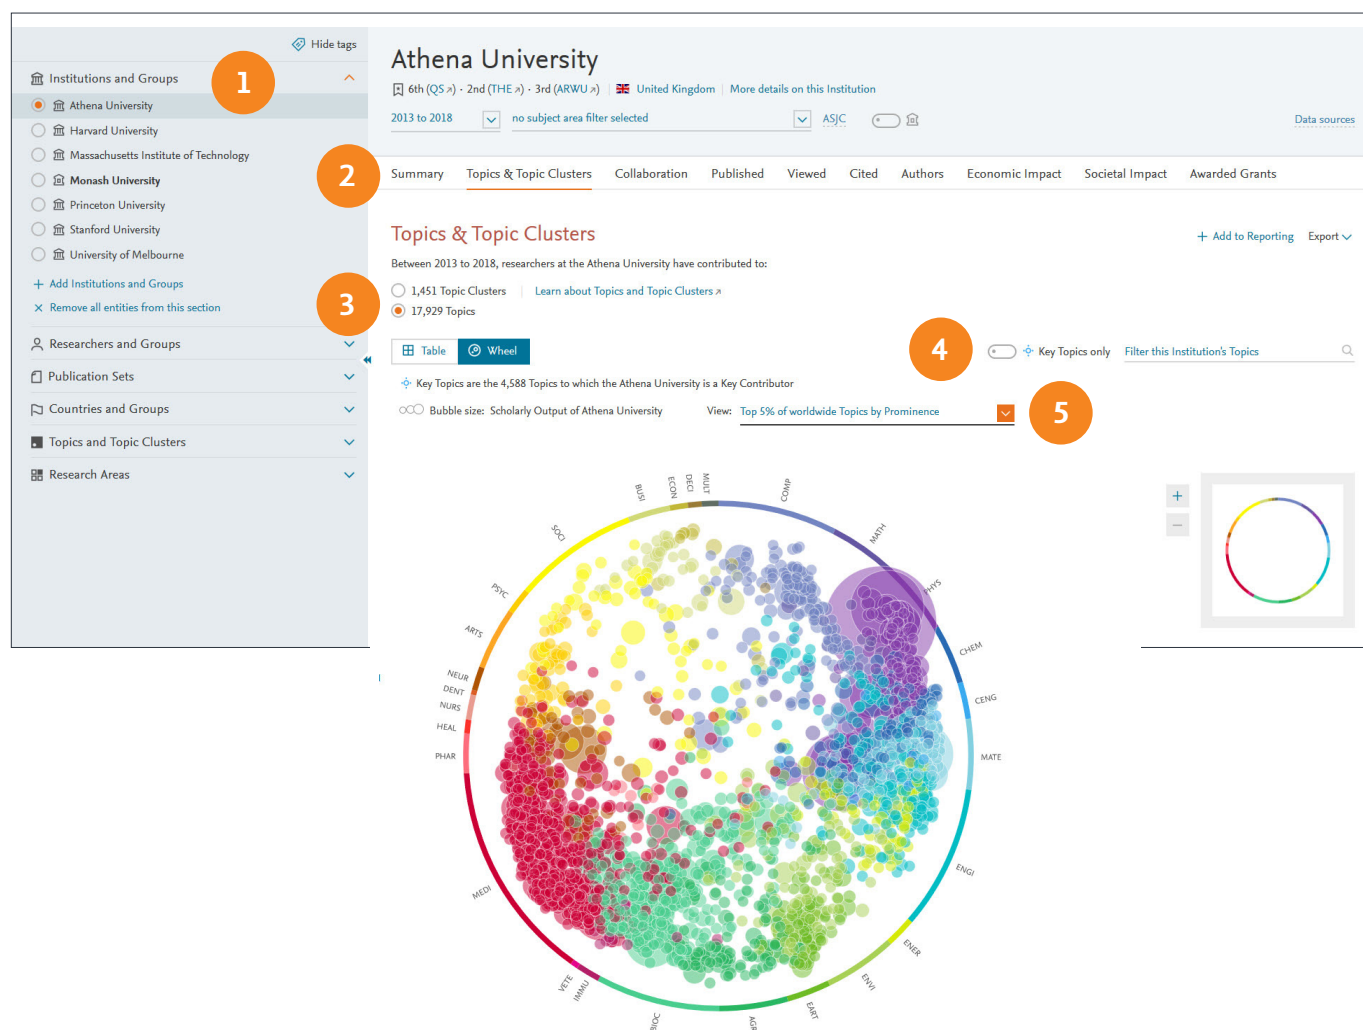 Hide tags
1
Institutions and Groups
Athena University
Harvard University
Massachusetts Institute of Technology
Monash University
Princeton University
Stanford University
University of Melbourne
+ Add Institutions and Groups
× Remove all entities from this section
Researchers and Groups
Publication Sets
Countries and Groups
Topics and Topic Clusters
Research Areas
Athena University
6th (QS↗) · 2nd (THE↗) · 3rd (ARWU↗) | United Kingdom | More details on this Institution
2013 to 2018 no subject area filter selected ASJC Data sources
2
Summary Topics & Topic Clusters Collaboration Published Viewed Cited Authors Economic Impact Societal Impact Awarded Grants
Topics & Topic Clusters
+ Add to Reporting Export
Between 2013 to 2018, researchers at the Athena University have contributed to:
3
1,451 Topic Clusters | Learn about Topics and Topic Clusters↗
17,929 Topics
Table Wheel
4
Key Topics only Filter this Institution's Topics
Key Topics are the 4,588 Topics to which the Athena University is a Key Contributor
Bubble size: Scholarly Output of Athena University View: Top 5% of worldwide Topics by Prominence
5
+
−
COMP
MATH
PHYS
CHEM
CENG
MATE
ENGI
ENER
ENVI
EART
AGR
BIOC
IMMU
VETE
MEDI
PHAR
HEAL
NURS
DENT
NEUR
ARTS
PSYC
SOCI
BUSI
ECON
DECI
MULT